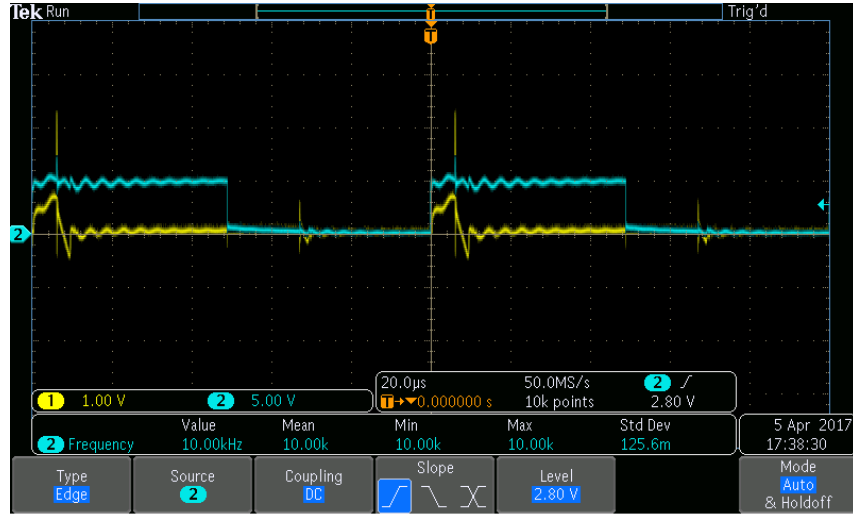 Tek Run Trig'd
T
T
2
20.0µs 50.0MS/s 2
1 1.00 V 2 5.00 V T→▼0.000000 s 10k points 2.80 V
Value Mean Min Max Std Dev 5 Apr 2017
2 Frequency 10.00kHz 10.00k 10.00k 10.00k 125.6m 17:38:30
Type Source Coupling Slope Level Mode
Edge 2 DC 2.80 V Auto
& Holdoff